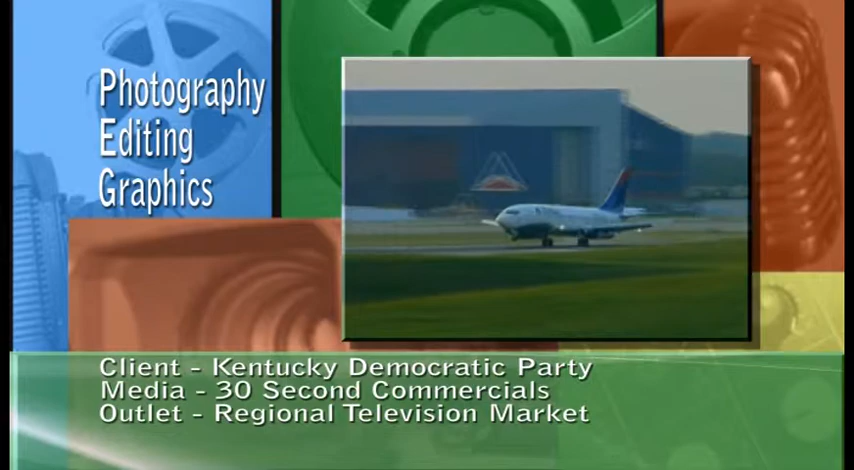 Photography
Editing
Graphics
Client - Kentucky Democratic Party
Media - 30 Second Commercials
Outlet - Regional Television Market